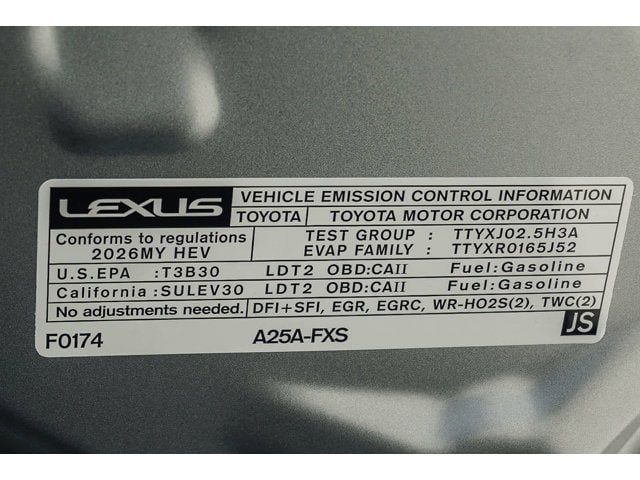 LEXUS VEHICLE EMISSION CONTROL INFORMATION
TOYOTA TOYOTA MOTOR CORPORATION
Conforms to regulations TEST GROUP : TTYXJ02.5H3A
2026MY HEV EVAP FAMILY : TTYXR0165J52
U.S.EPA :T3B30 LDT2 OBD:CAII Fuel:Gasoline
California:SULEV30 LDT2 OBD:CAII Fuel:Gasoline
No adjustments needed. DFI+SFI, EGR, EGRC, WR-HO2S(2), TWC(2)
F0174 A25A-FXS JS